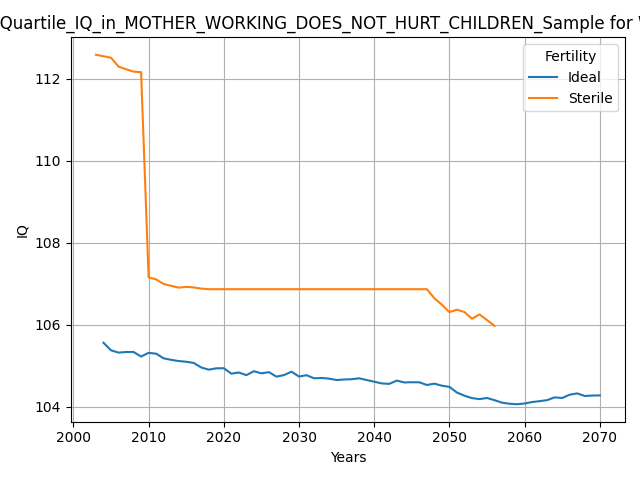 Quartile_IQ_in_MOTHER_WORKING_DOES_NOT_HURT_CHILDREN_Sample for
Fertility
Ideal
Sterile
112
110
108
106
104
IQ
2000 2010 2020 2030 2040 2050 2060 2070
Years